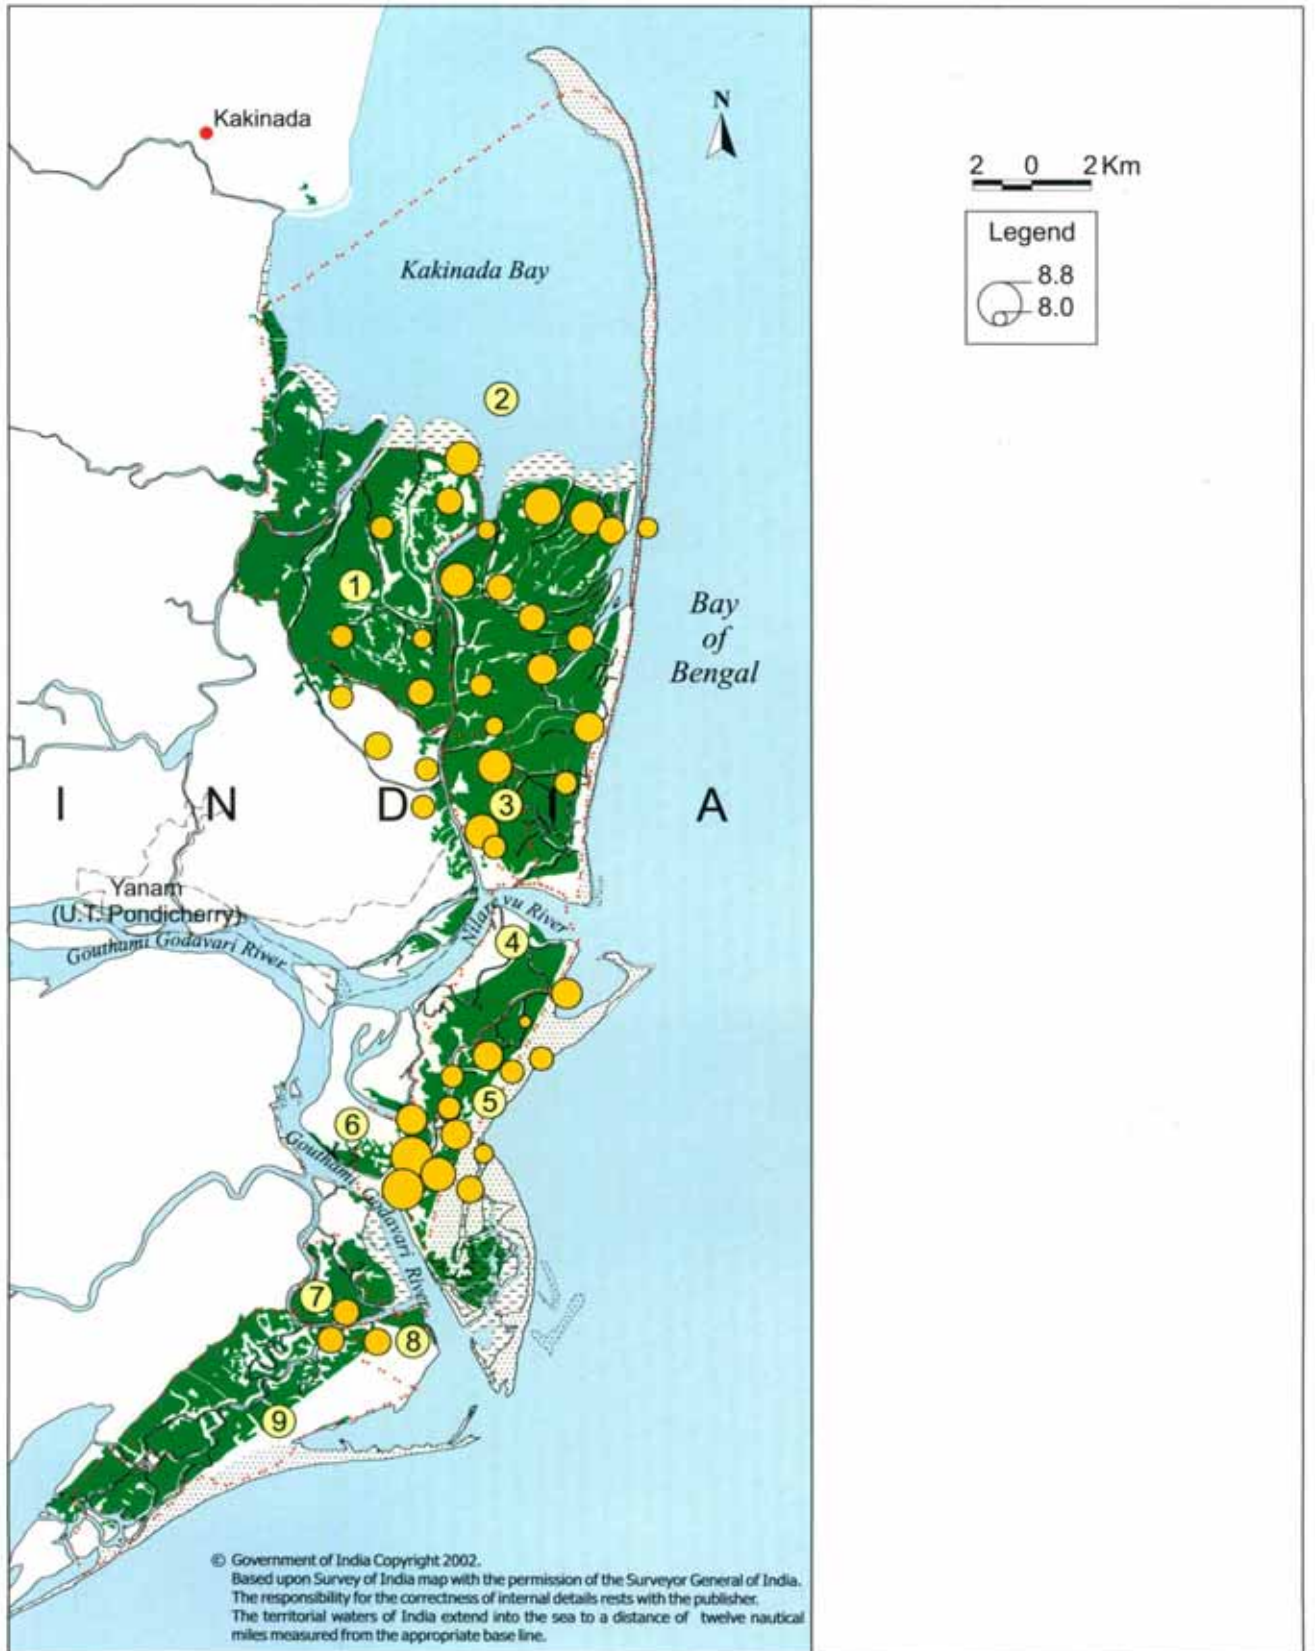 N
Kakinada
2 0 2 Km
Legend
8.8
8.0
Kakinada Bay
2
1
Bay
of
Bengal
I N D I A
3
Yanam
(U.T. Pondicherry)
Gouthami Godavari River
Nilarevu River
4
5
6
Gouthami Godavari River
7
8
9
© Government of India Copyright 2002.
Based upon Survey of India map with the permission of the Surveyor General of India.
The responsibility for the correctness of internal details rests with the publisher.
The territorial waters of India extend into the sea to a distance of twelve nautical
miles measured from the appropriate base line.